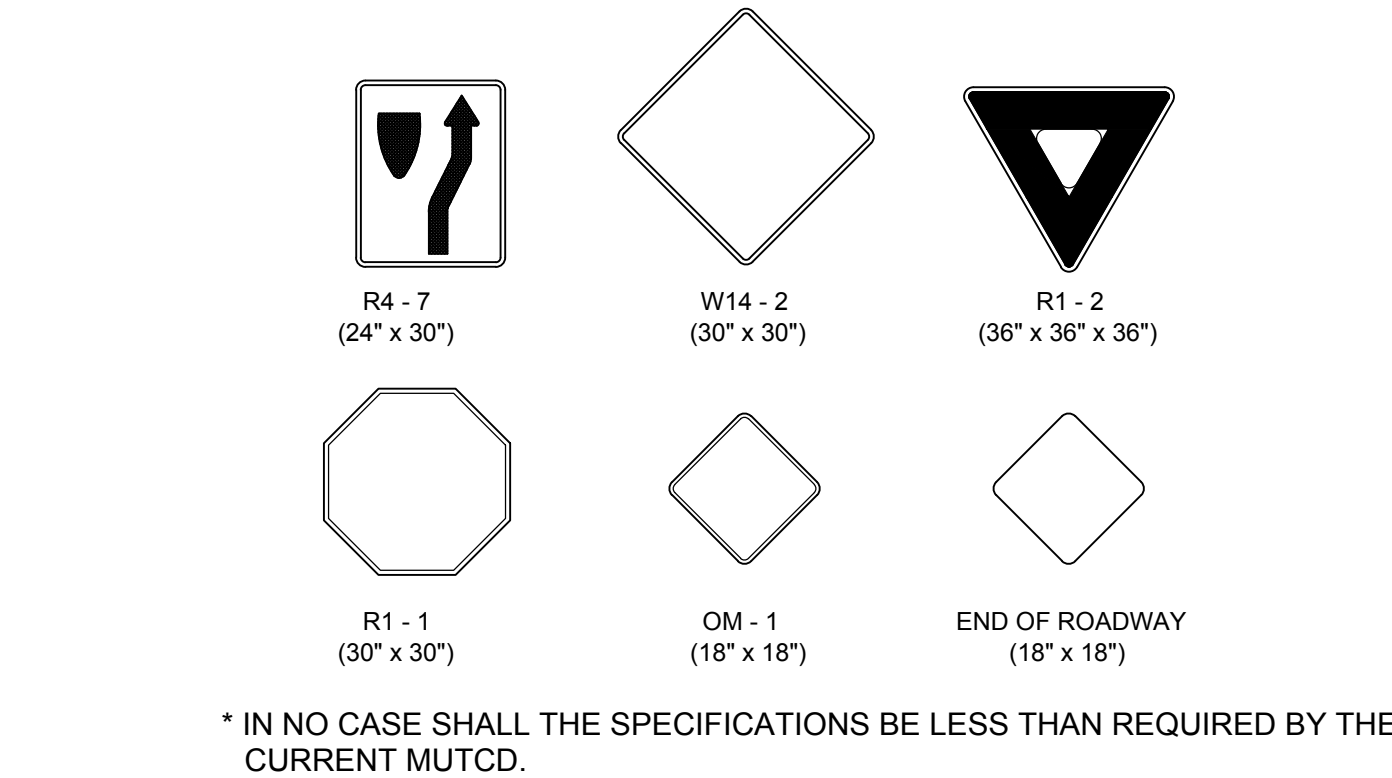 R4 - 7
(24" x 30")
W14 - 2
(30" x 30")
R1 - 2
(36" x 36" x 36")
R1 - 1
(30" x 30")
OM - 1
(18" x 18")
END OF ROADWAY
(18" x 18")
* IN NO CASE SHALL THE SPECIFICATIONS BE LESS THAN REQUIRED BY THE
CURRENT MUTCD.